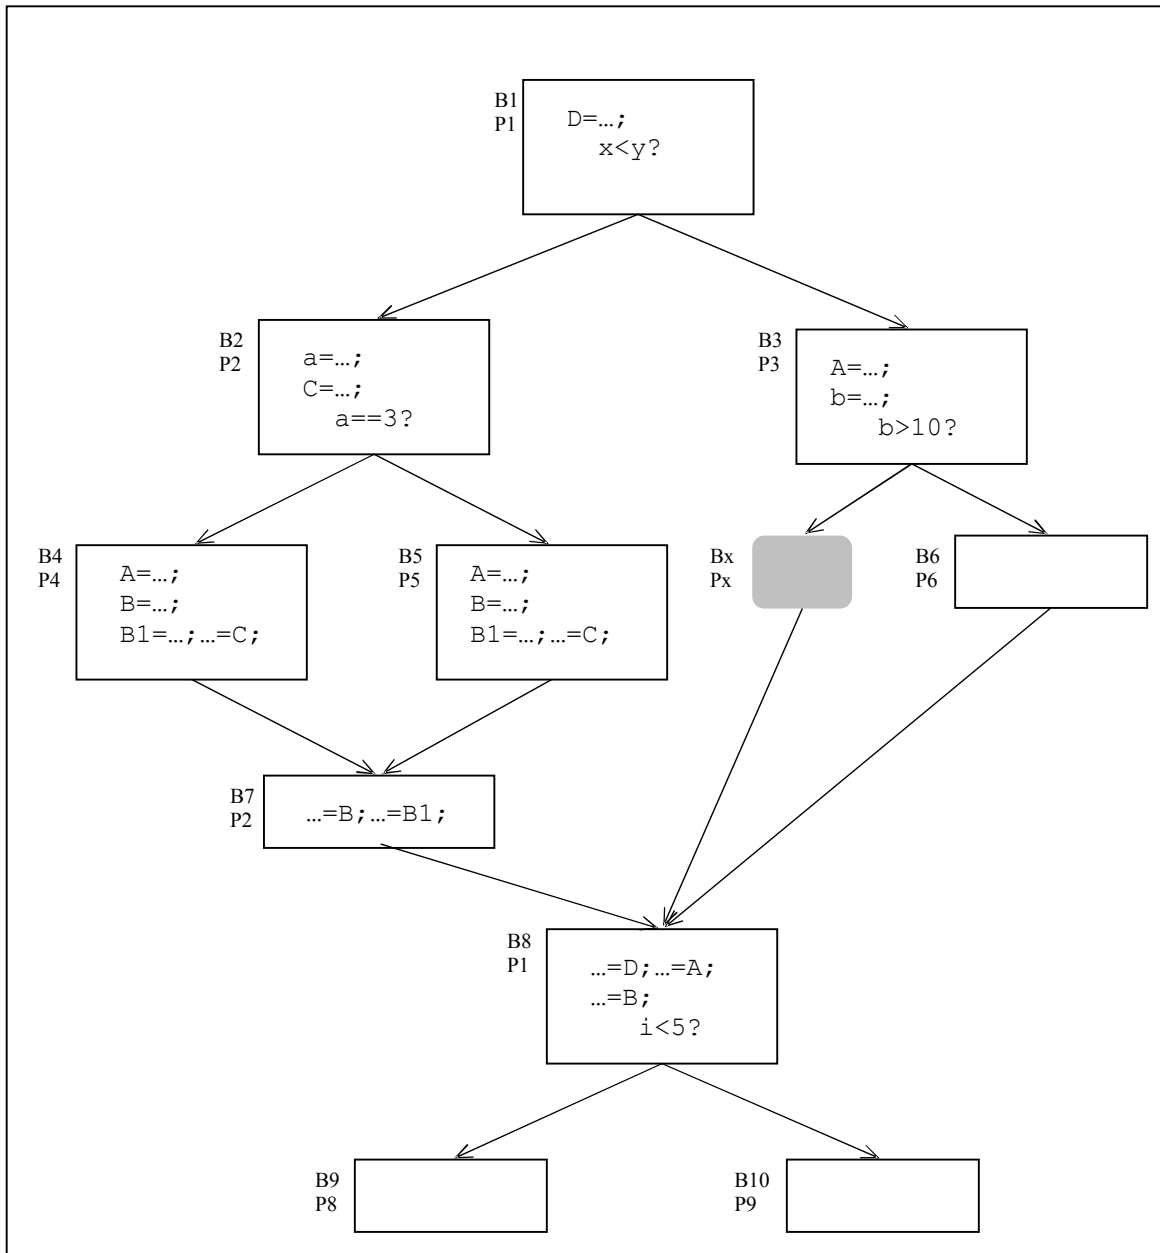 B1
P1
D=…;
x<y?
B2
P2
a=…;
C=…;
a==3?
B3
P3
A=…;
b=…;
b>10?
B4
P4
A=…;
B=…;
B1=…;…=C;
B5
P5
A=…;
B=…;
B1=…;…=C;
Bx
Px
B6
P6
B7
P2
…=B;…=B1;
B8
P1
…=D;…=A;
…=B;
i<5?
B9
P8
B10
P9